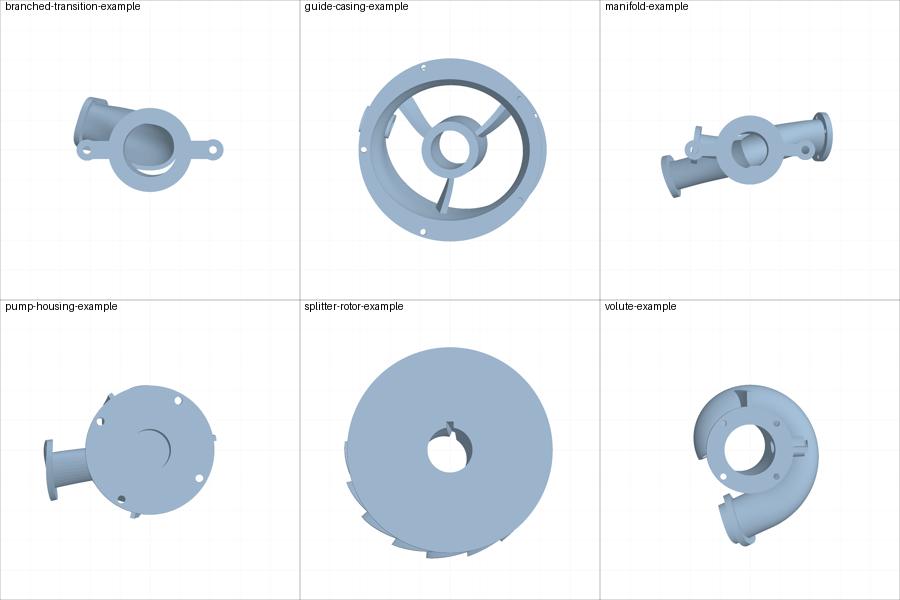 branched-transition-example
guide-casing-example
manifold-example
pump-housing-example
splitter-rotor-example
volute-example